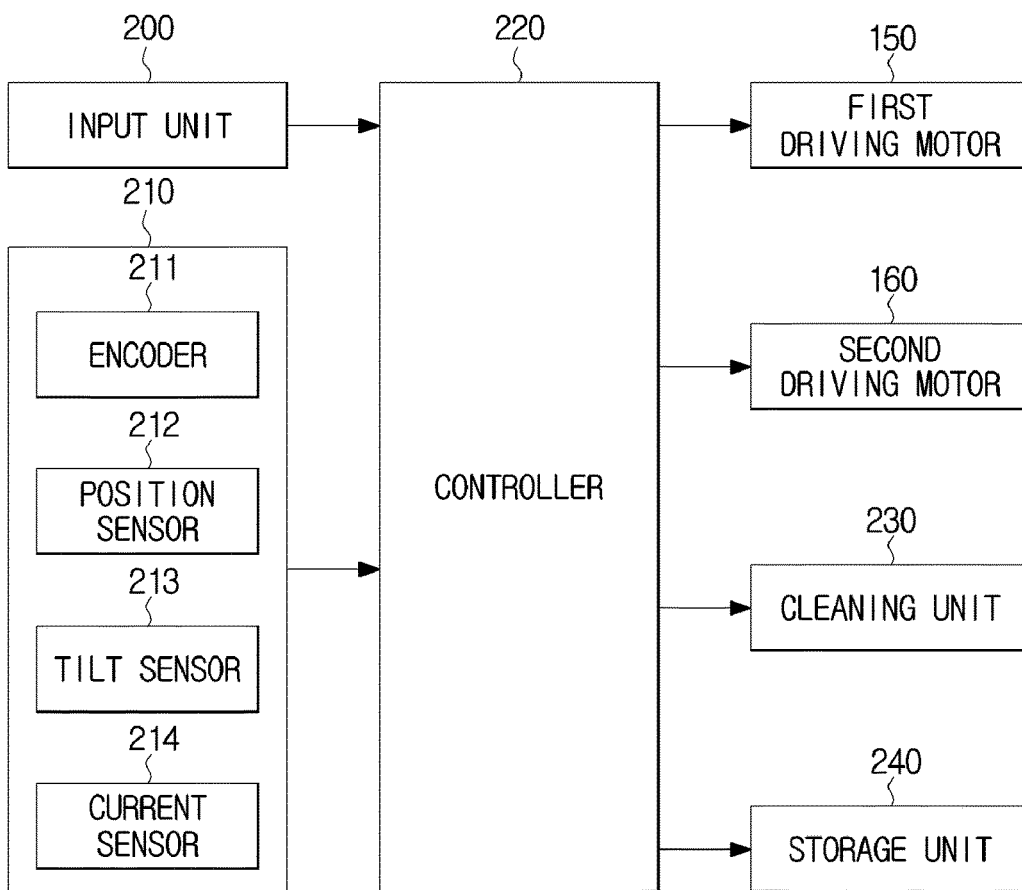 200
INPUT UNIT
210
211
ENCODER
212
POSITION
SENSOR
213
TILT SENSOR
214
CURRENT
SENSOR
220
CONTROLLER
150
FIRST
DRIVING MOTOR
160
SECOND
DRIVING MOTOR
230
CLEANING UNIT
240
STORAGE UNIT